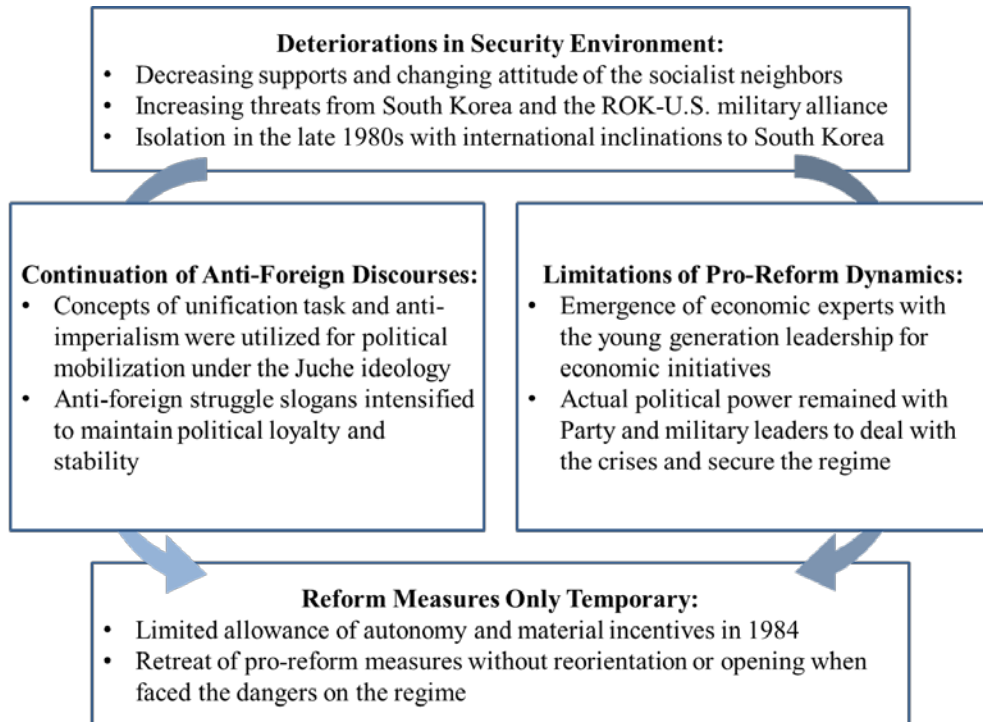 Deteriorations in Security Environment:
• Decreasing supports and changing attitude of the socialist neighbors
• Increasing threats from South Korea and the ROK-U.S. military alliance
• Isolation in the late 1980s with international inclinations to South Korea
Continuation of Anti-Foreign Discourses:
• Concepts of unification task and anti-
imperialism were utilized for political
mobilization under the Juche ideology
• Anti-foreign struggle slogans intensified
to maintain political loyalty and
stability
Limitations of Pro-Reform Dynamics:
• Emergence of economic experts with
the young generation leadership for
economic initiatives
• Actual political power remained with
Party and military leaders to deal with
the crises and secure the regime
Reform Measures Only Temporary:
• Limited allowance of autonomy and material incentives in 1984
• Retreat of pro-reform measures without reorientation or opening when
faced the dangers on the regime